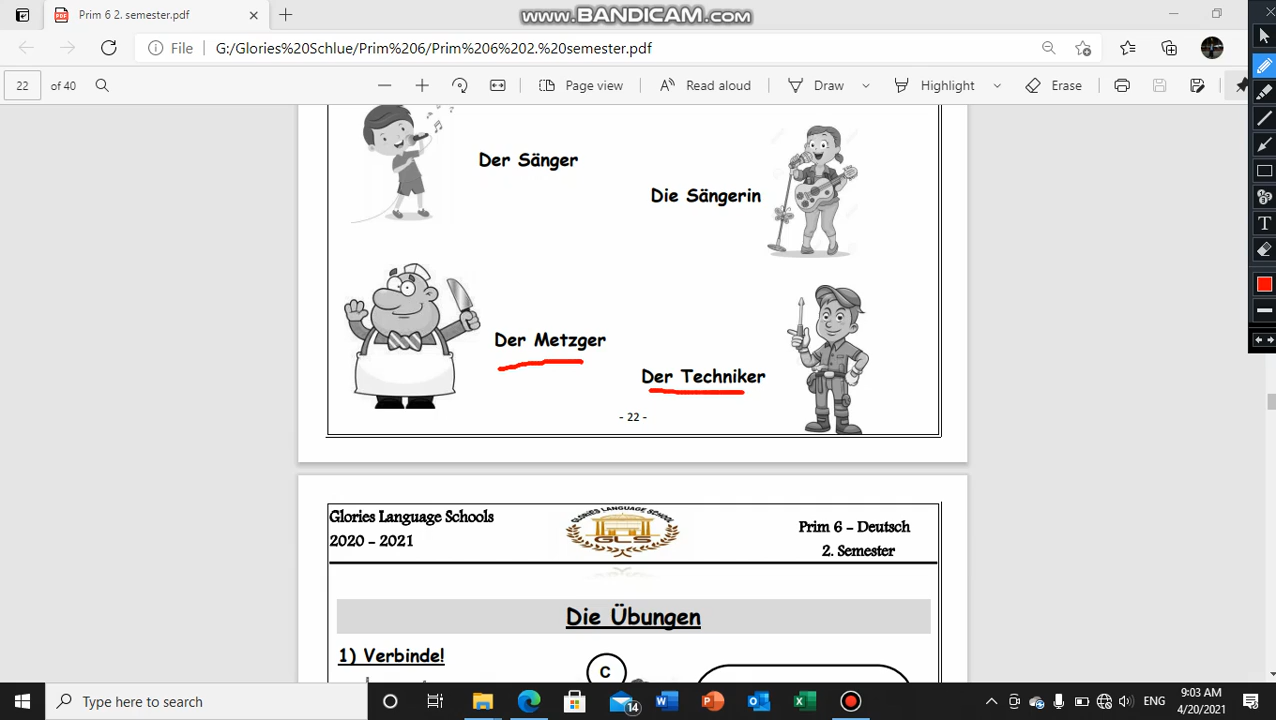 Prim 6 2. semester.pdf
www.BANDICAM.com
File
G:/Glories%20Schlue/Prim%206/Prim%206%202.%20semester.pdf
22 of 40
Page view
Read aloud
Draw
Highlight
Erase
Der Sänger
Die Sängerin
Der Metzger
Der Techniker
- 22 -
Glories Language Schools
2020 – 2021
GLORIES LANGUAGE SCHOOL
GLS
Prim 6 – Deutsch
2. Semester
Die Übungen
1) Verbinde!
C
Type here to search
14
ENG
9:03 AM
4/20/2021